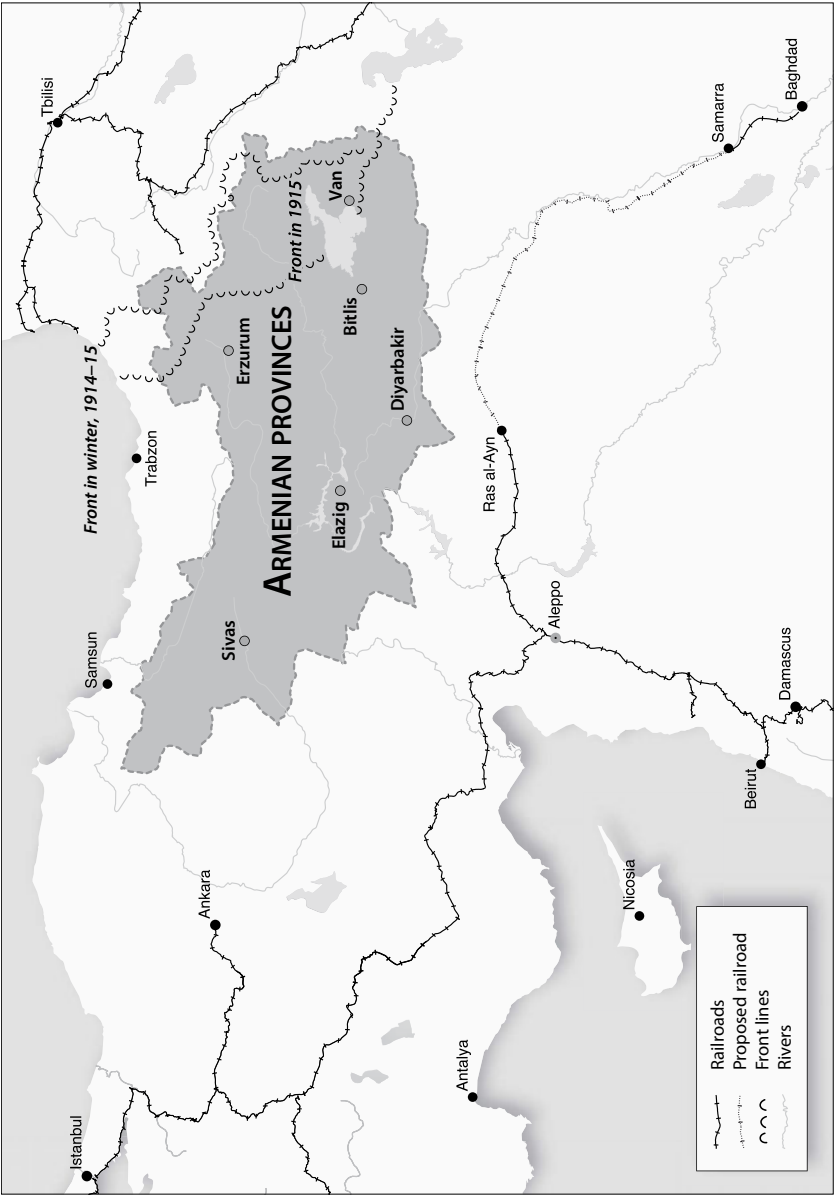 Tbilisi
Front in winter, 1914–15
Trabzon
Samsun
Istanbul
Ankara
Sivas
Erzurum
ARMENIAN PROVINCES
Front in 1915
Van
Bitlis
Elazig
Diyarbakir
Ras al-Ayn
Aleppo
Samarra
Baghdad
Damascus
Beirut
Nicosia
Antalya
Railroads
Proposed railroad
Front lines
Rivers